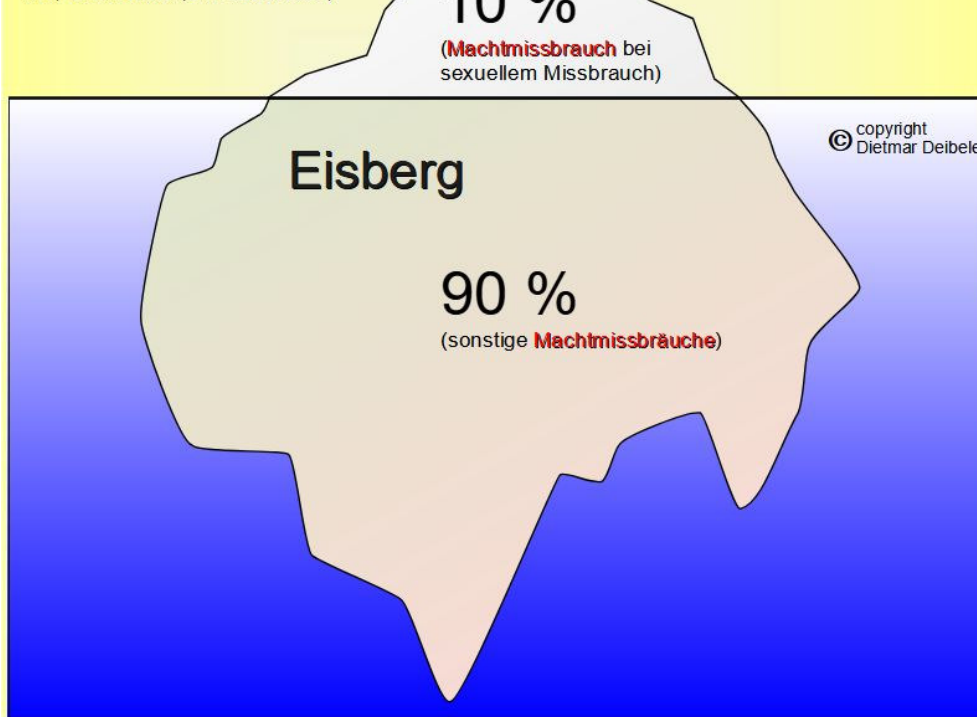 10 %
(Machtmissbrauch bei
sexuellem Missbrauch)
copyright
© Dietmar Deibele
Eisberg
90 %
(sonstige Machtmissbräuche)